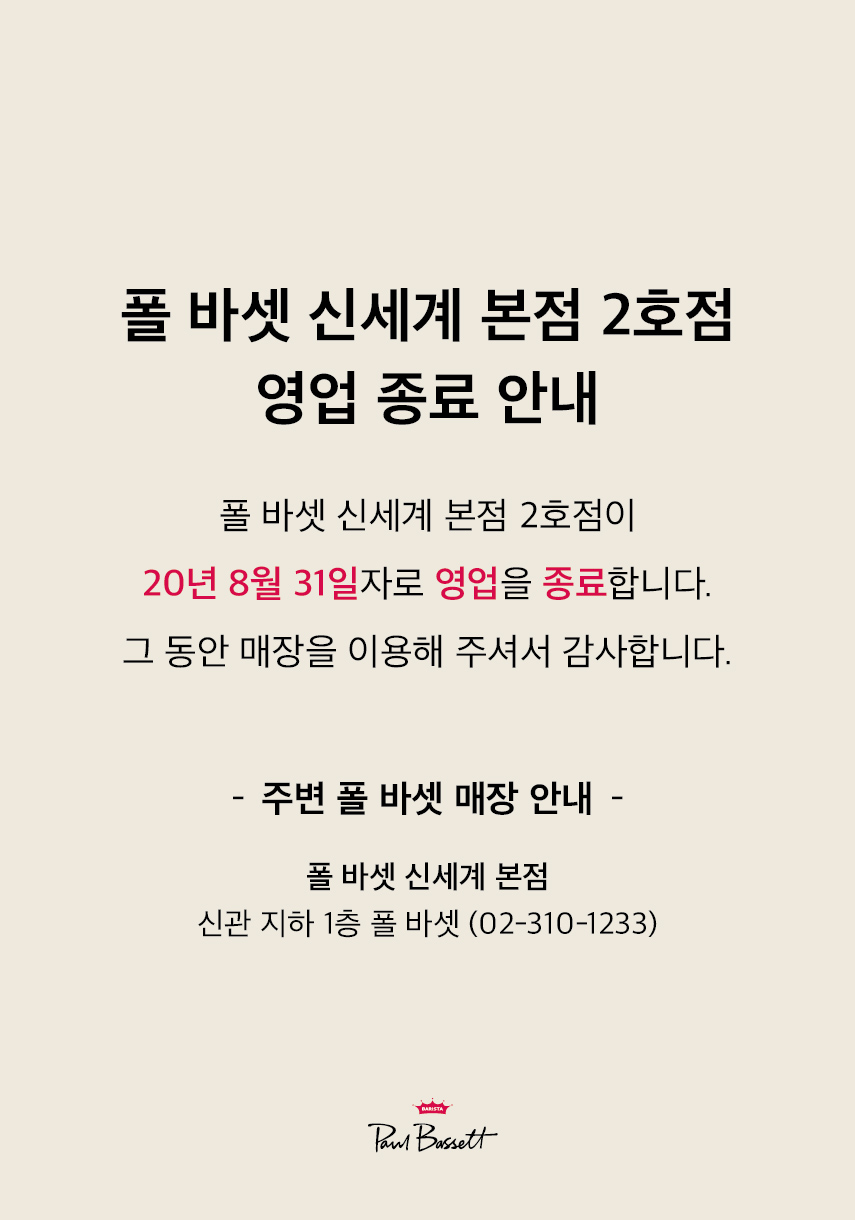 폴 바셋 신세계 본점 2호점
영업 종료 안내
폴 바셋 신세계 본점 2호점이
20년 8월 31일자로 영업을 종료합니다.
그 동안 매장을 이용해 주셔서 감사합니다.
- 주변 폴 바셋 매장 안내 -
폴 바셋 신세계 본점
신관 지하 1층 폴 바셋 (02-310-1233)
BARISTA
Paul Bassett